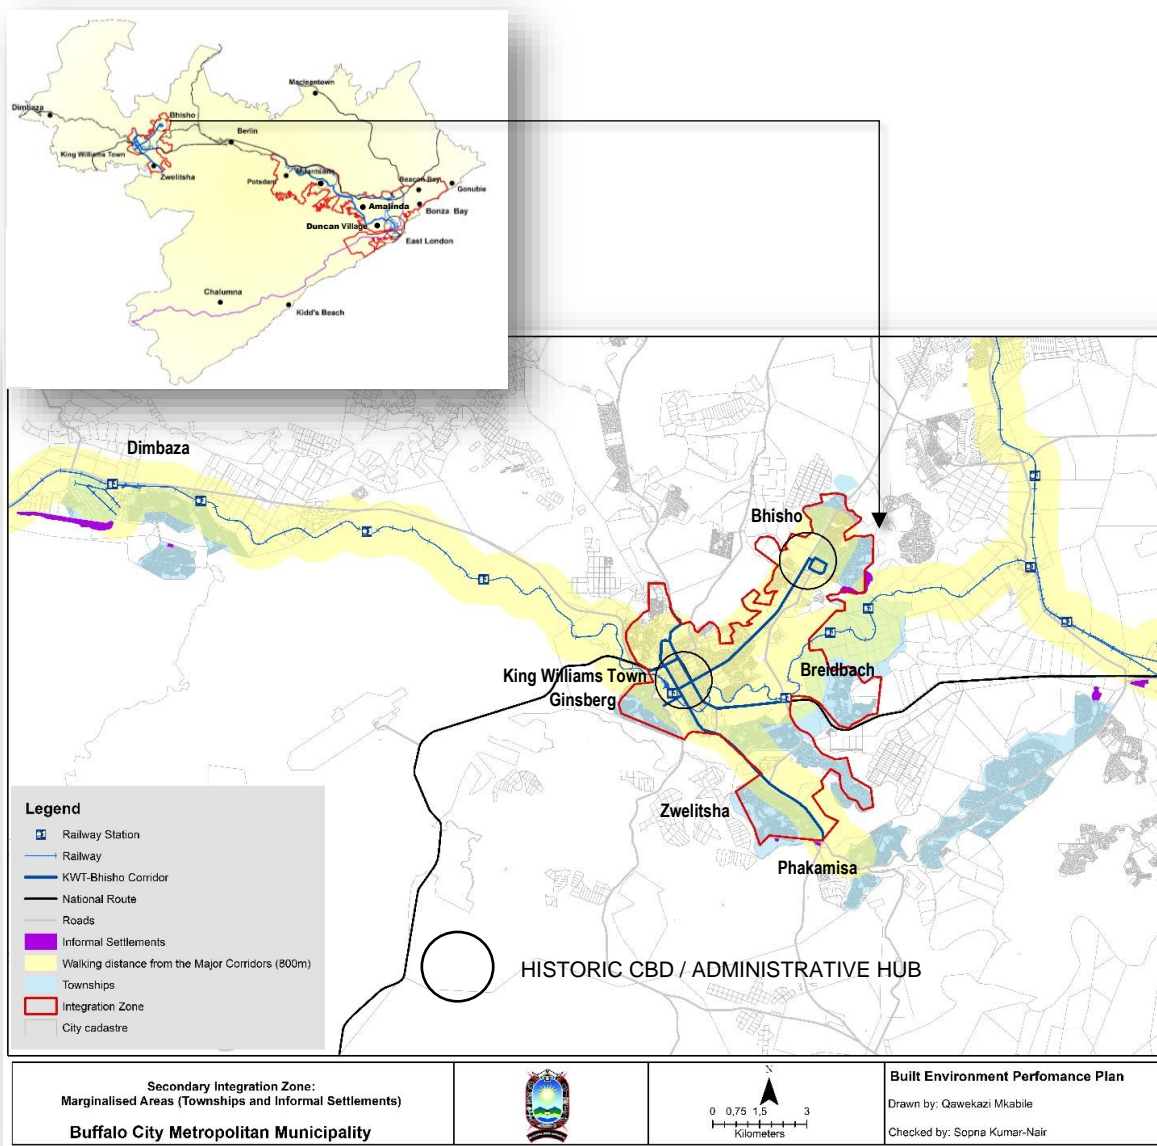 Macleantown
Dimbaza
Bhisho
Berlin
King Williams Town
Zwelitsha
Potsdam
Mdantsane
Beacon Bay
Gonubie
Amalinda
Bonza Bay
Duncan Village
East London
Chalumna
Kidd's Beach
Dimbaza
Bhisho
King Williams Town
Ginsberg
Breidbach
Zwelitsha
Phakamisa
Legend
Railway Station
Railway
KWT-Bhisho Corridor
National Route
Roads
Informal Settlements
Walking distance from the Major Corridors (800m)
Townships
Integration Zone
City cadastre
HISTORIC CBD / ADMINISTRATIVE HUB
Secondary Integration Zone:
Marginalised Areas (Townships and Informal Settlements)
Buffalo City Metropolitan Municipality
N
0 0,75 1,5 3
Kilometers
Built Environment Perfomance Plan
Drawn by: Qawekazi Mkabile
Checked by: Sopna Kumar-Nair